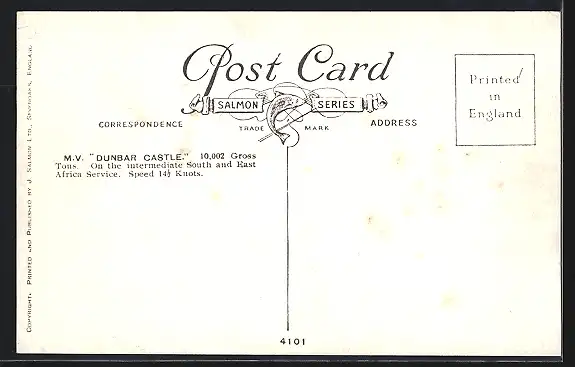 Post Card
SALMON SERIES
TRADE MARK
CORRESPONDENCE
ADDRESS
Printed
in
England
M.V. "DUNBAR CASTLE." 10,002 Gross
Tons. On the intermediate South and East
Africa Service. Speed 14½ Knots.
4101
COPYRIGHT. PRINTED AND PUBLISHED BY J. SALMON LTD., SEVENOAKS, ENGLAND.